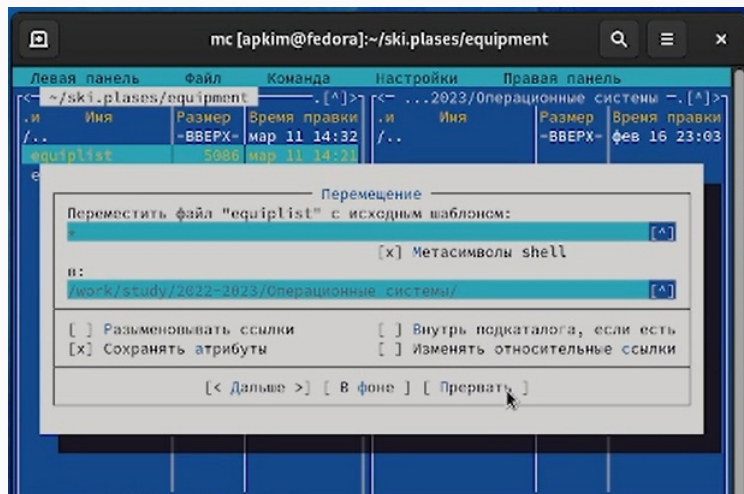 mc [apkim@fedora]:~/ski.plases/equipment
Левая панель Файл Команда Настройки Правая панель
<─ ~/ski.plases/equipment ─.[^]> <─ ...2023/Операционные системы ─.[^]>
.и Имя Размер Время правки .и Имя Размер Время правки
/.. -ВВЕРХ- мар 11 14:32 /.. -ВВЕРХ- фев 16 23:03
equiplist 5086 мар 11 14:21
e
Перемещение
Переместить файл "equiplist" с исходным шаблоном:
* [^]
[x] Метасимволы shell
в:
/work/study/2022-2023/Операционные системы/ [^]
[ ] Разыменовывать ссылки [ ] Внутрь подкаталога, если есть
[x] Сохранять атрибуты [ ] Изменять относительные ссылки
[< Дальше >] [ В фоне ] [ Прервать ]